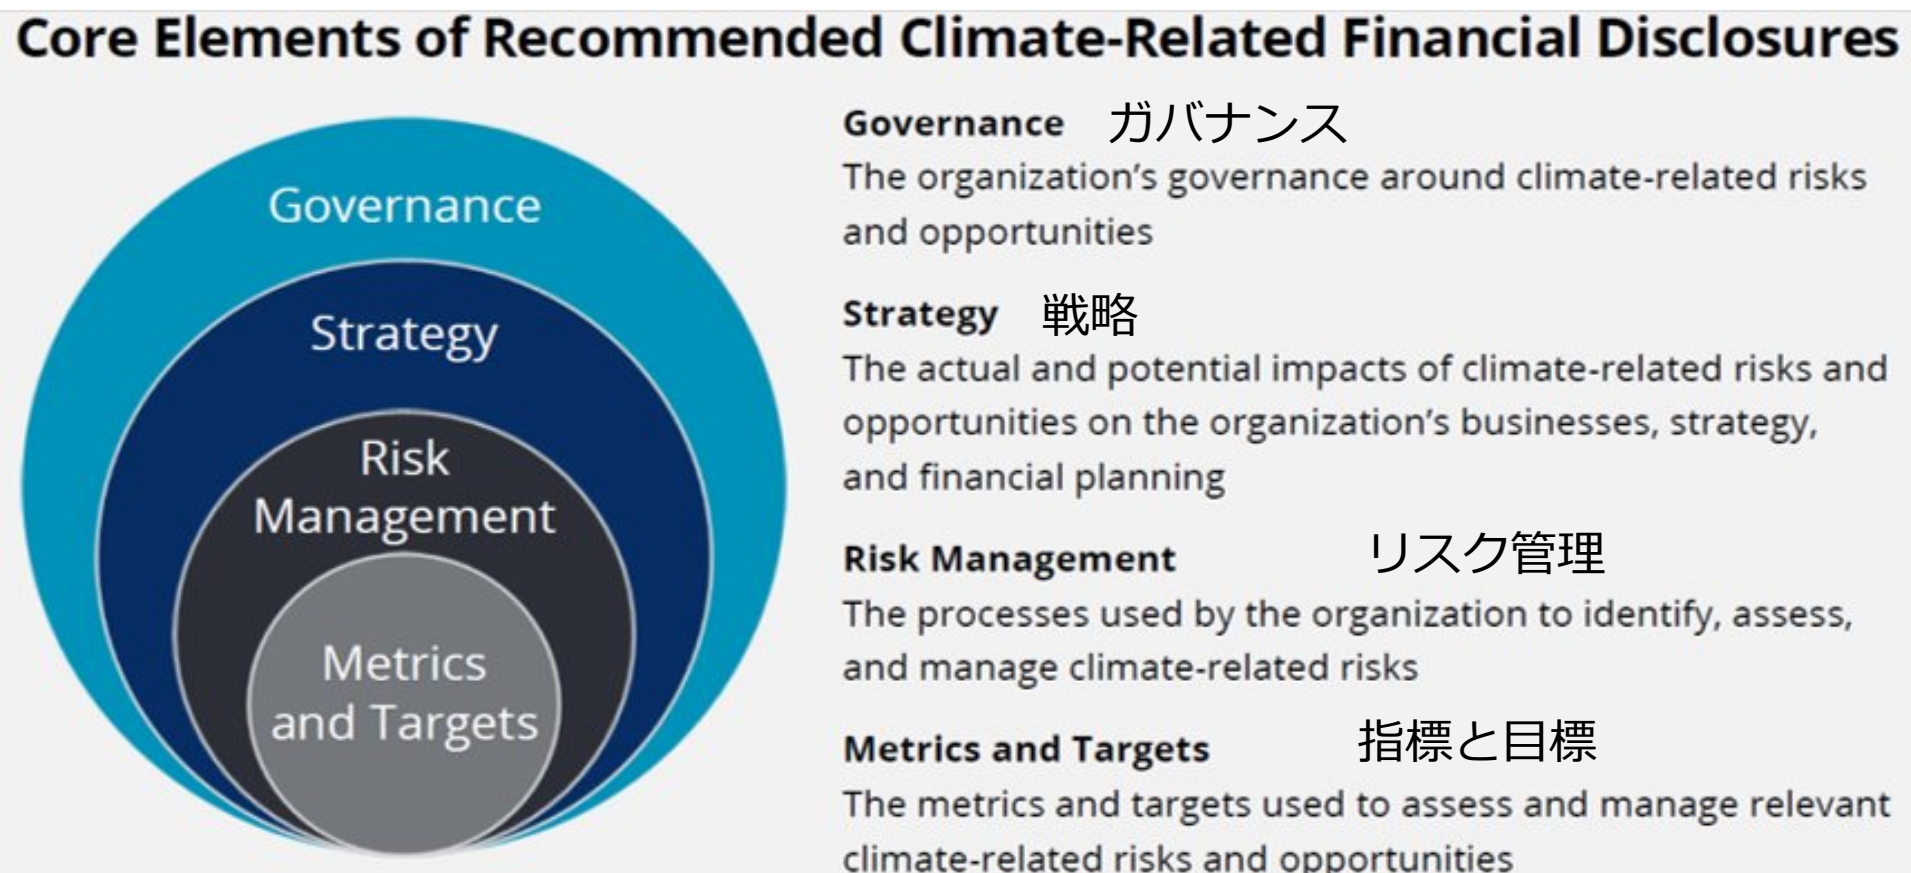 Core Elements of Recommended Climate-Related Financial Disclosures
Governance
Strategy
Risk
Management
Metrics
and Targets
Governance ガバナンス
The organization’s governance around climate-related risks
and opportunities
Strategy 戦略
The actual and potential impacts of climate-related risks and
opportunities on the organization’s businesses, strategy,
and financial planning
Risk Management リスク管理
The processes used by the organization to identify, assess,
and manage climate-related risks
Metrics and Targets 指標と目標
The metrics and targets used to assess and manage relevant
climate-related risks and opportunities